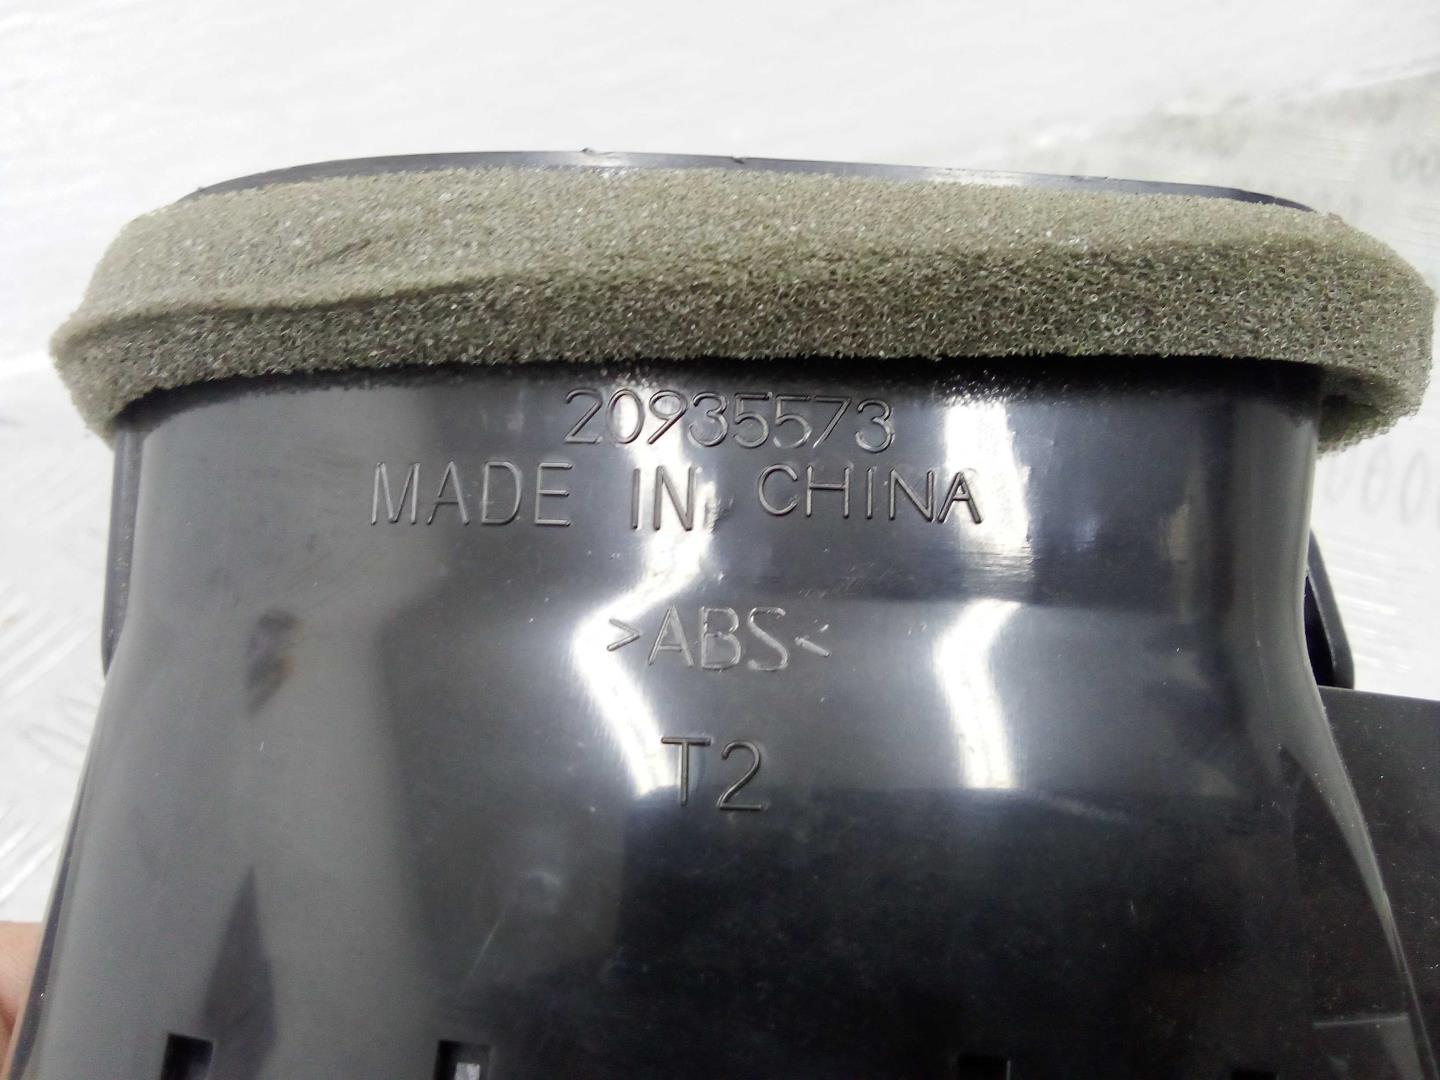 20935573
MADE IN CHINA
>ABS<
T2